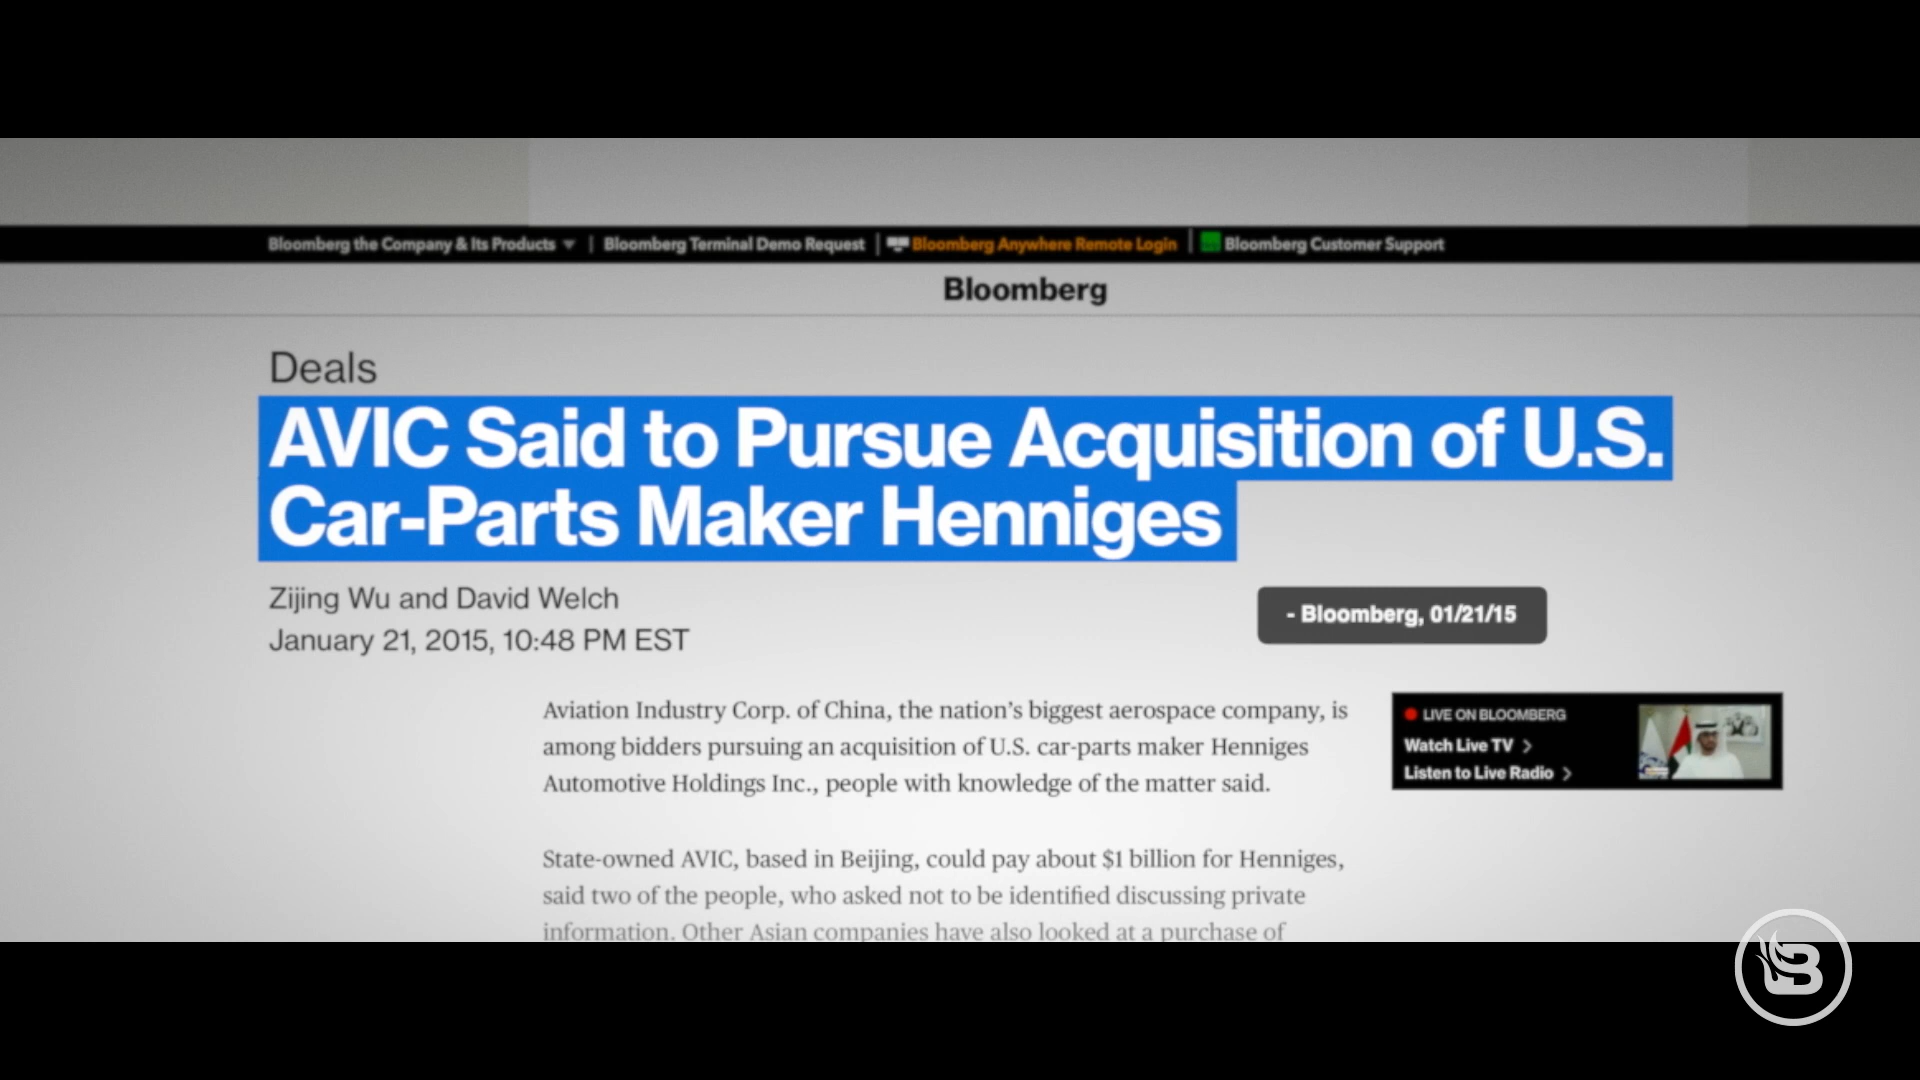 Bloomberg the Company & Its Products ▼ | Bloomberg Terminal Demo Request | Bloomberg Anywhere Remote Login | Bloomberg Customer Support
Bloomberg
Deals
AVIC Said to Pursue Acquisition of U.S.
Car-Parts Maker Henniges
Zijing Wu and David Welch
January 21, 2015, 10:48 PM EST
- Bloomberg, 01/21/15
Aviation Industry Corp. of China, the nation's biggest aerospace company, is
among bidders pursuing an acquisition of U.S. car-parts maker Henniges
Automotive Holdings Inc., people with knowledge of the matter said.
State-owned AVIC, based in Beijing, could pay about $1 billion for Henniges,
said two of the people, who asked not to be identified discussing private
information. Other Asian companies have also looked at a purchase of
LIVE ON BLOOMBERG
Watch Live TV >
Listen to Live Radio >
B